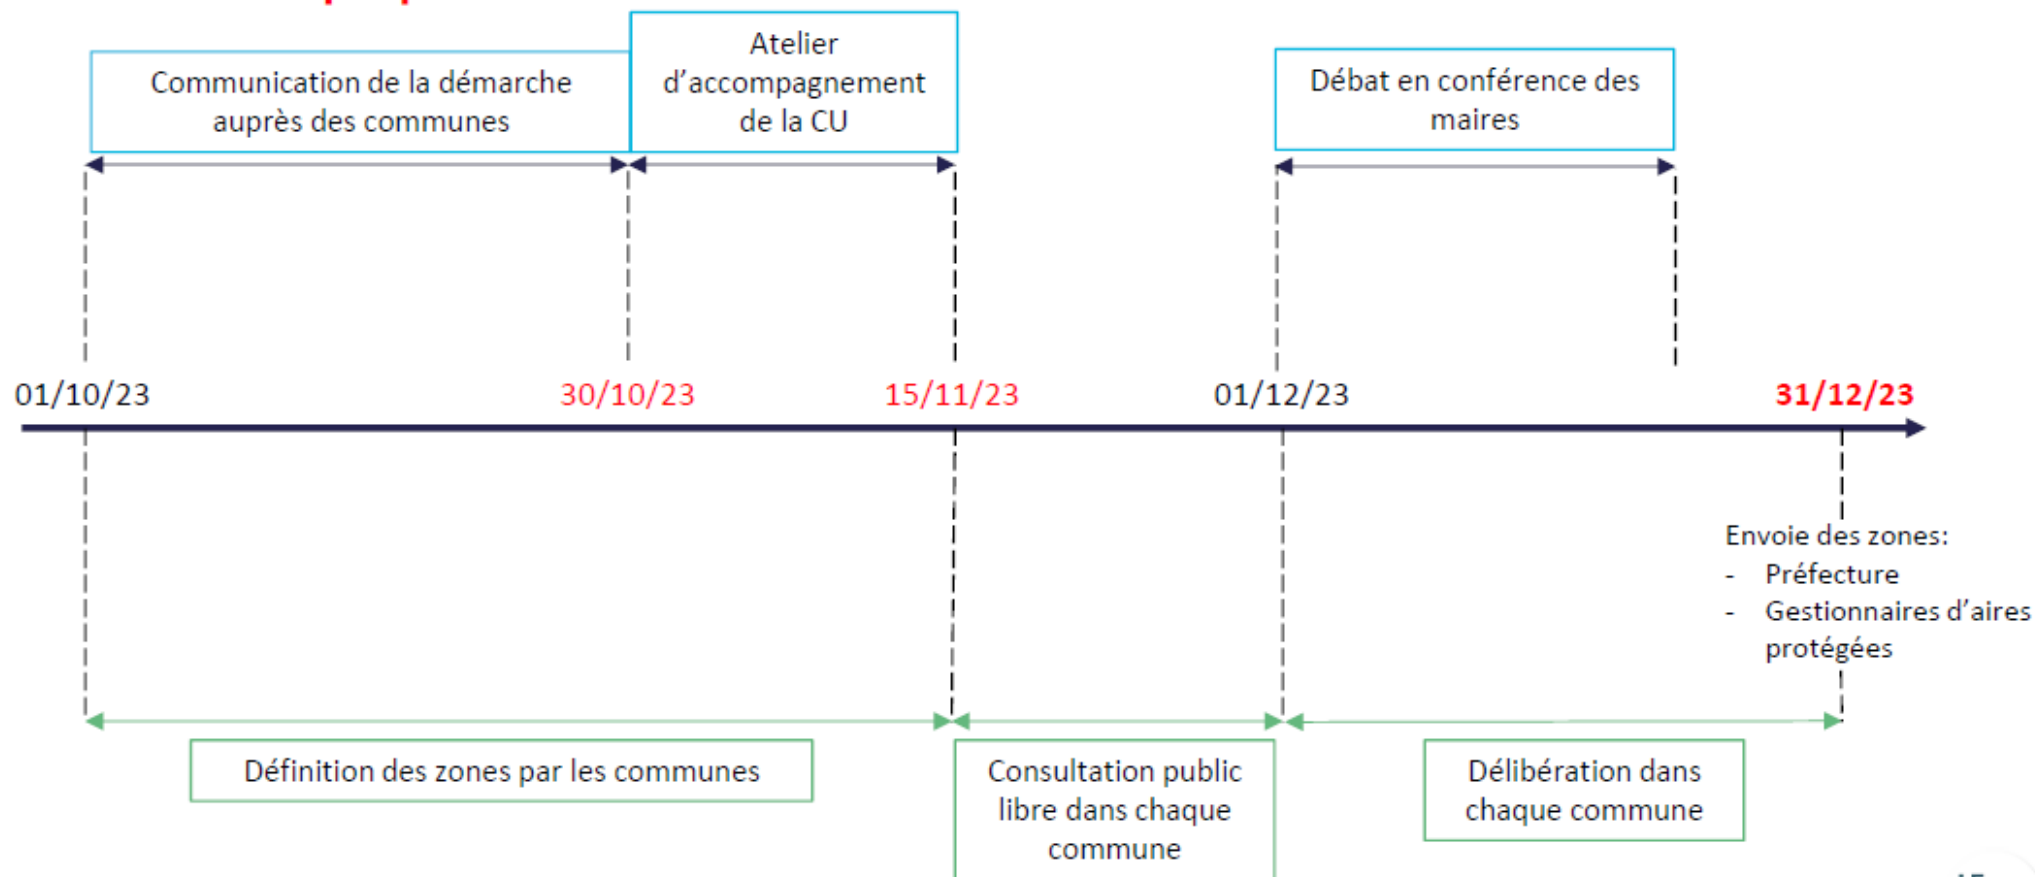 Communication de la démarche
auprès des communes
Atelier
d'accompagnement
de la CU
Débat en conférence des
maires
01/10/23
30/10/23
15/11/23
01/12/23
31/12/23
Envoie des zones:
- Préfecture
- Gestionnaires d'aires
protégées
Définition des zones par les communes
Consultation public
libre dans chaque
commune
Délibération dans
chaque commune